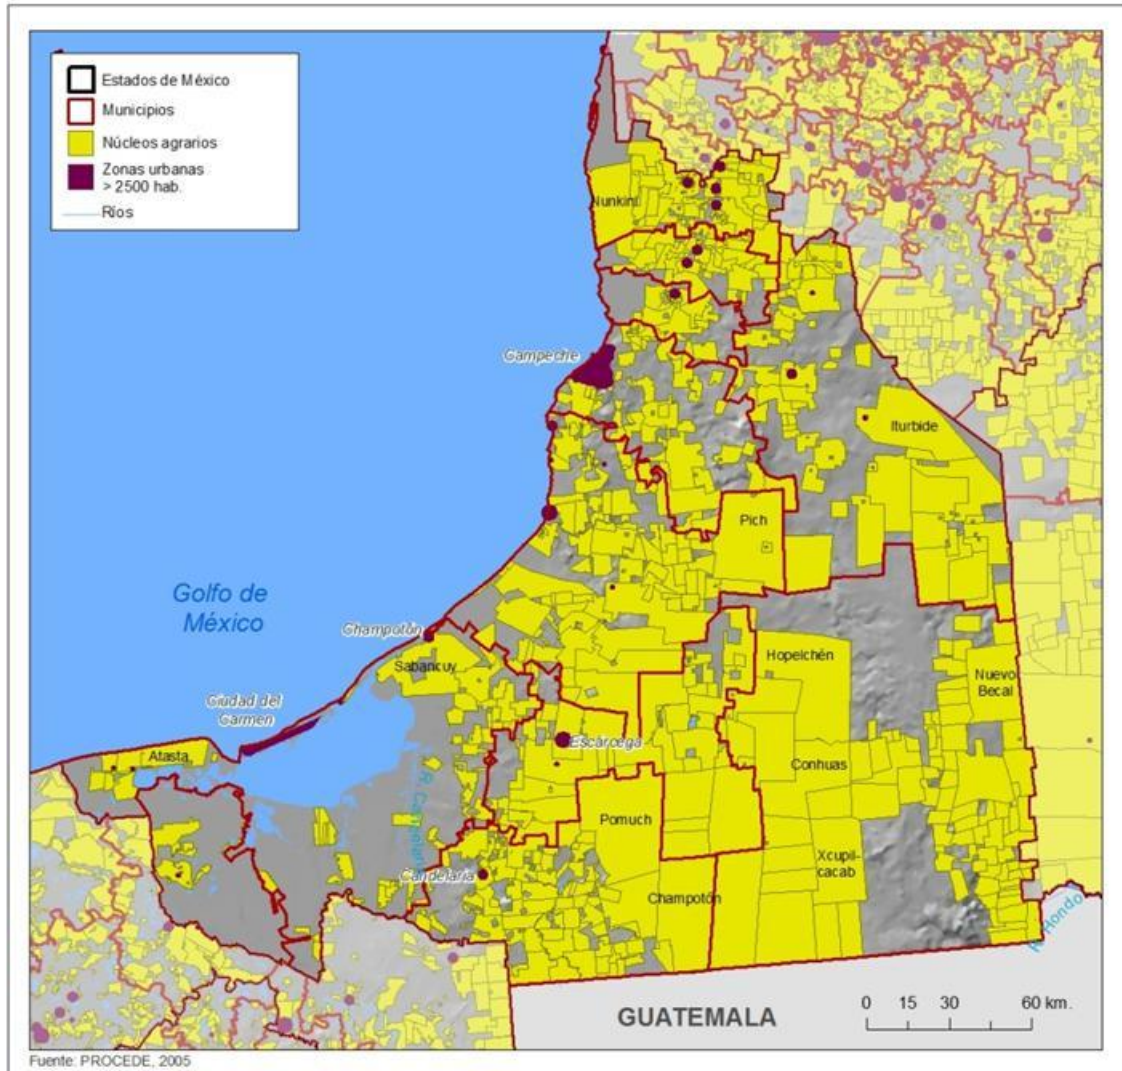 Estados de México
Municipios
Núcleos agrarios
Zonas urbanas
> 2500 hab.
Ríos
Nunkiní
Campeche
Iturbide
Pich
Golfo de
México
Champotón
Sabancuy
Hopelchén
Nuevo
Becal
Ciudad del
Carmen
Atasta
Escárcega
Conhuas
R. Candelaria
Pomuch
Xcupil-
cacab
Candelaria
Champotón
R. Hondo
GUATEMALA
0 15 30 60 km.
Fuente: PROCEDE, 2005